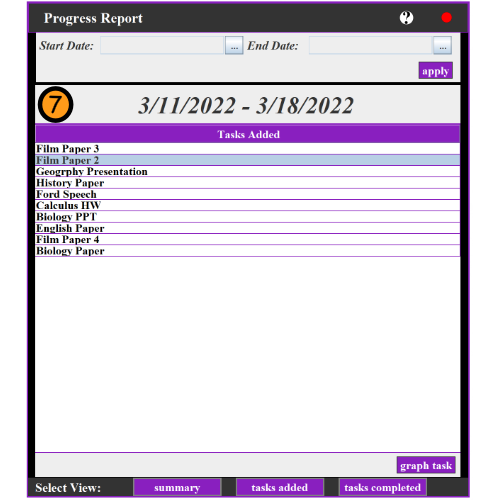 Progress Report ?
Start Date: ... End Date: ...
apply
7 3/11/2022 - 3/18/2022
Tasks Added
Film Paper 3
Film Paper 2
Geogrphy Presentation
History Paper
Ford Speech
Calculus HW
Biology PPT
English Paper
Film Paper 4
Biology Paper
graph task
Select View: summary tasks added tasks completed